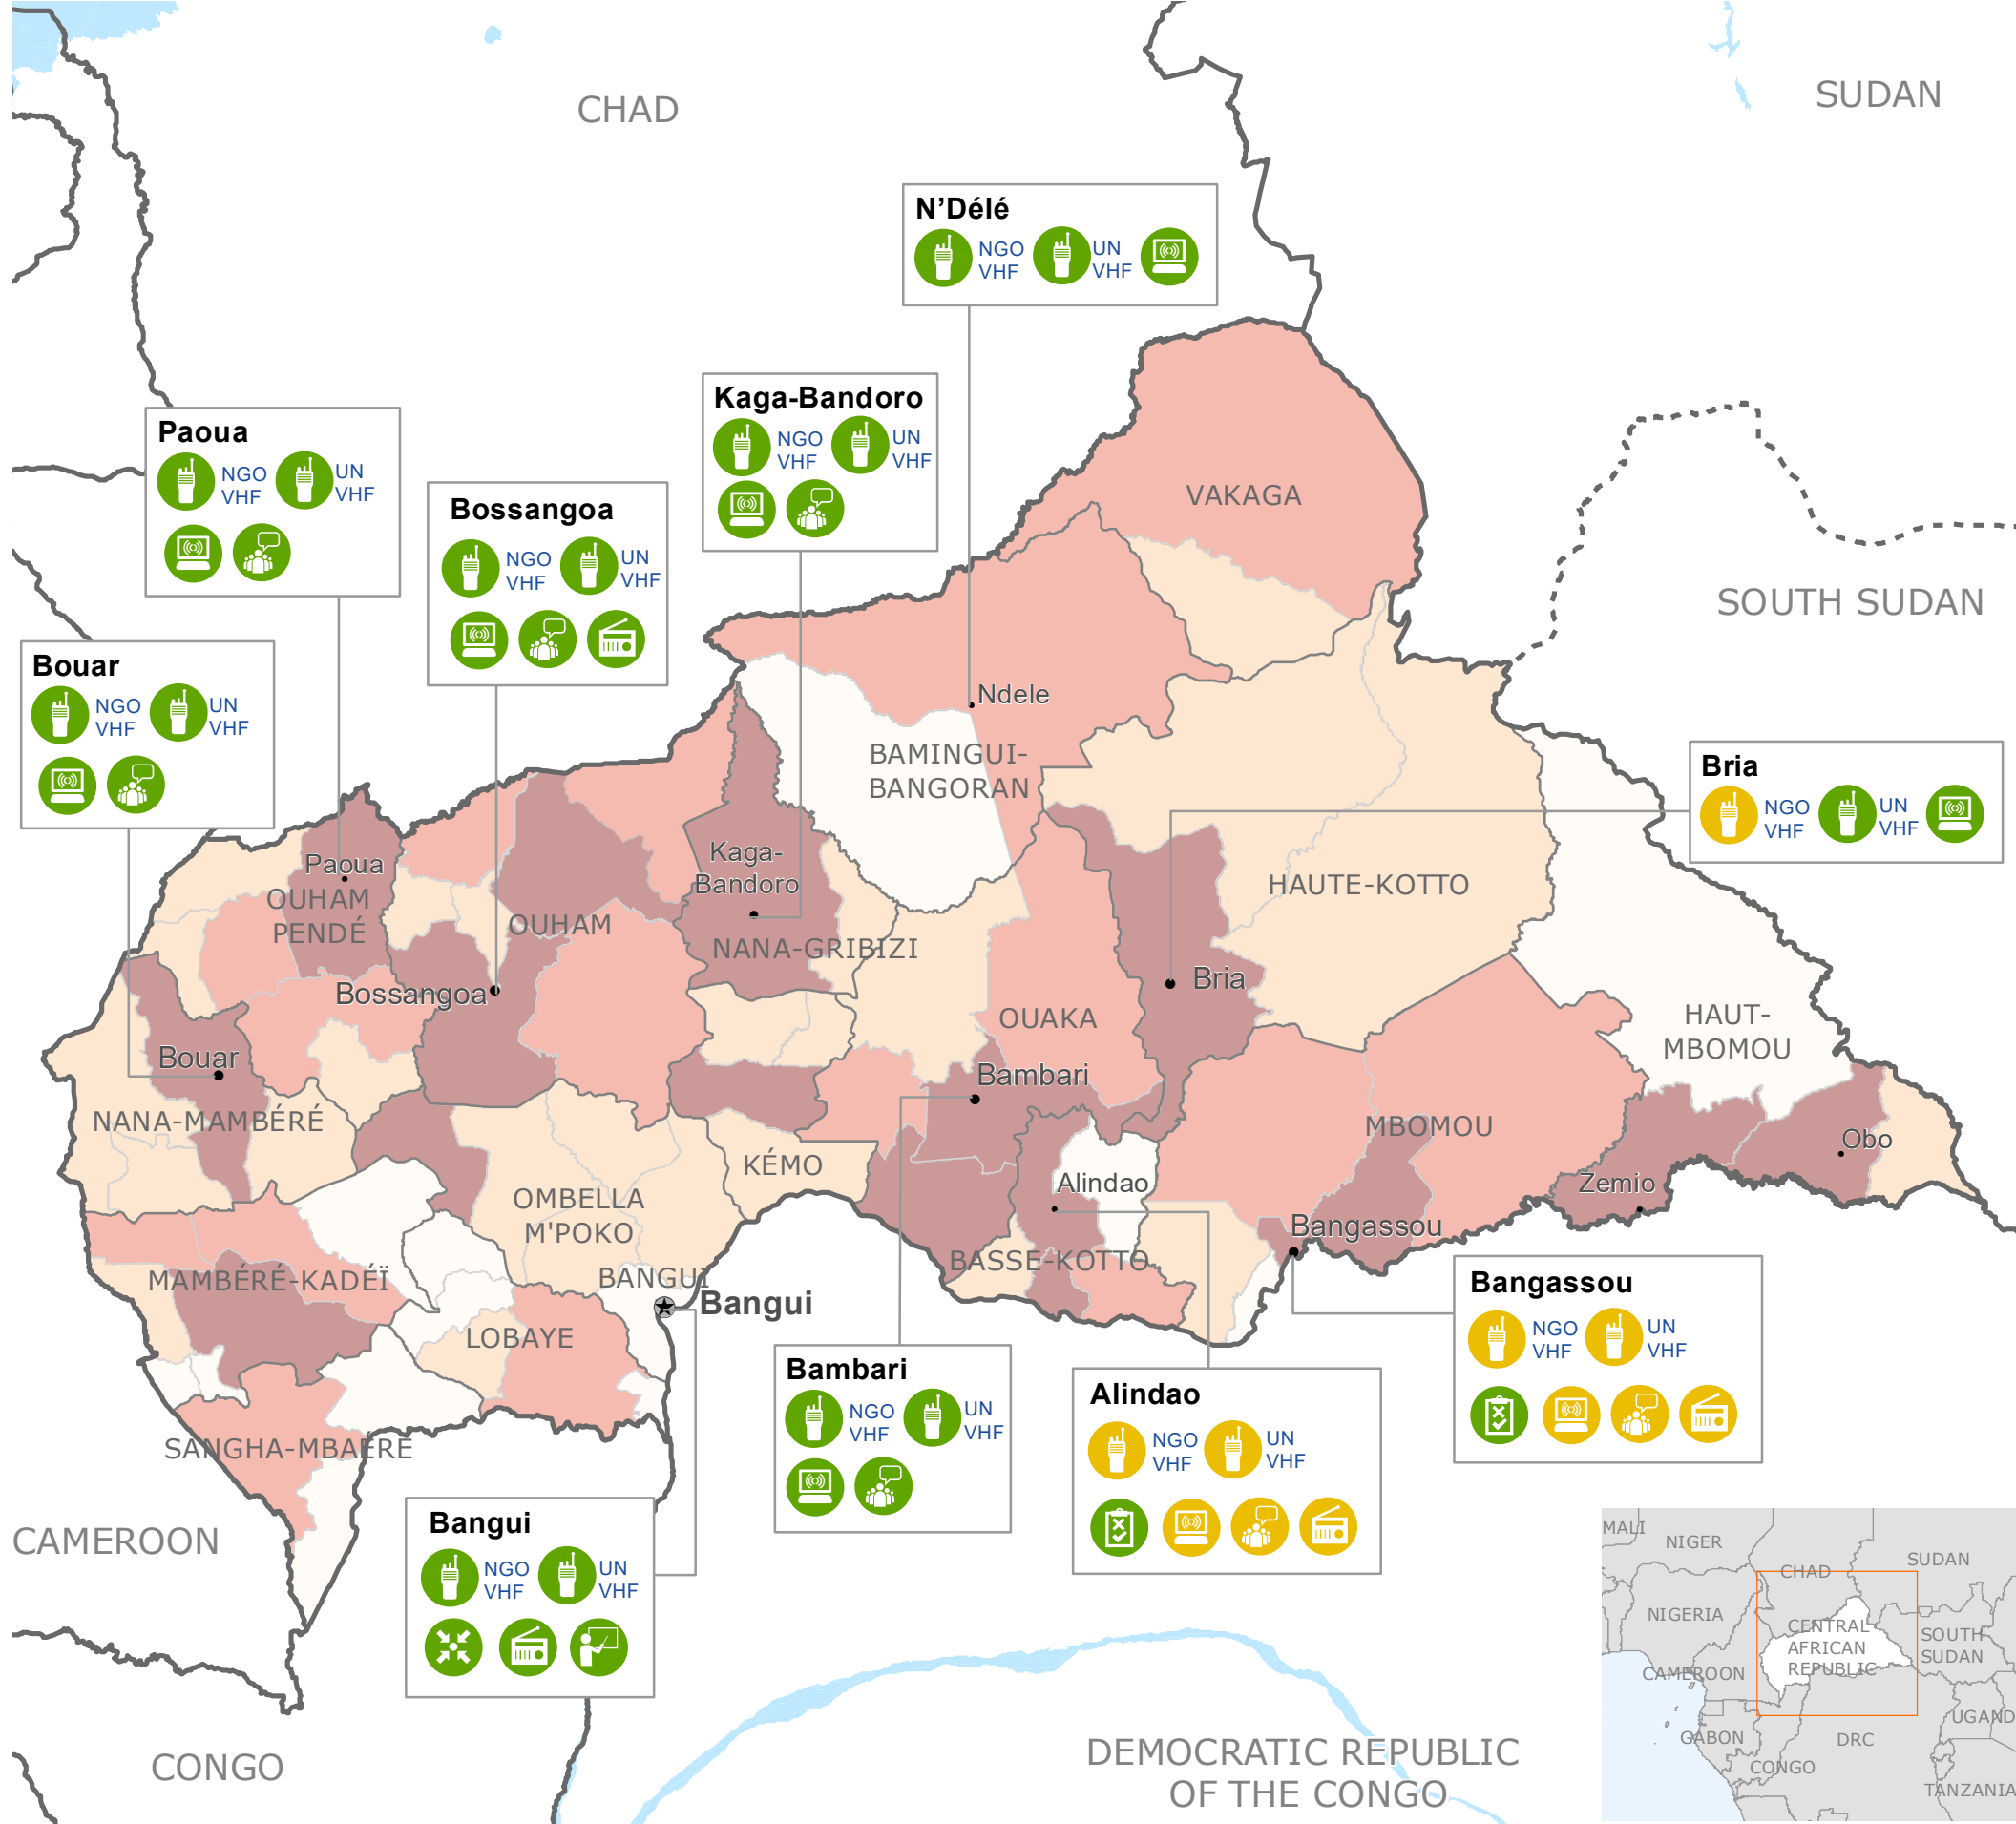 CHAD
SUDAN
N’Délé
NGO
VHF
UN
VHF
Kaga-Bandoro
NGO
VHF
UN
VHF
Paoua
NGO
VHF
UN
VHF
Bossangoa
NGO
VHF
UN
VHF
VAKAGA
SOUTH SUDAN
Bouar
NGO
VHF
UN
VHF
Ndele
BAMINGUI-
BANGORAN
Bria
NGO
VHF
UN
VHF
Paoua
OUHAM
PENDÉ
Kaga-
Bandoro
OUHAM
NANA-GRIBIZI
HAUTE-KOTTO
Bossangoa
Bria
OUAKA
HAUT-
MBOMOU
Bouar
Bambari
NANA-MAMBÉRÉ
MBOMOU
Obo
KÉMO
Alindao
Zemio
OMBELLA
M'POKO
Bangassou
BASSE-KOTTO
MAMBÉRÉ-KADÉÏ
BANGUI
Bangui
LOBAYE
Bangassou
NGO
VHF
UN
VHF
Bambari
NGO
VHF
UN
VHF
Alindao
NGO
VHF
UN
VHF
SANGHA-MBAERÉ
CAMEROON
Bangui
NGO
VHF
UN
VHF
CONGO
DEMOCRATIC REPUBLIC
OF THE CONGO
MALI
NIGER
CHAD
SUDAN
NIGERIA
CENTRAL
AFRICAN
REPUBLIC
SOUTH
SUDAN
CAMEROON
GABON
CONGO
DRC
UGAND
TANZANIA